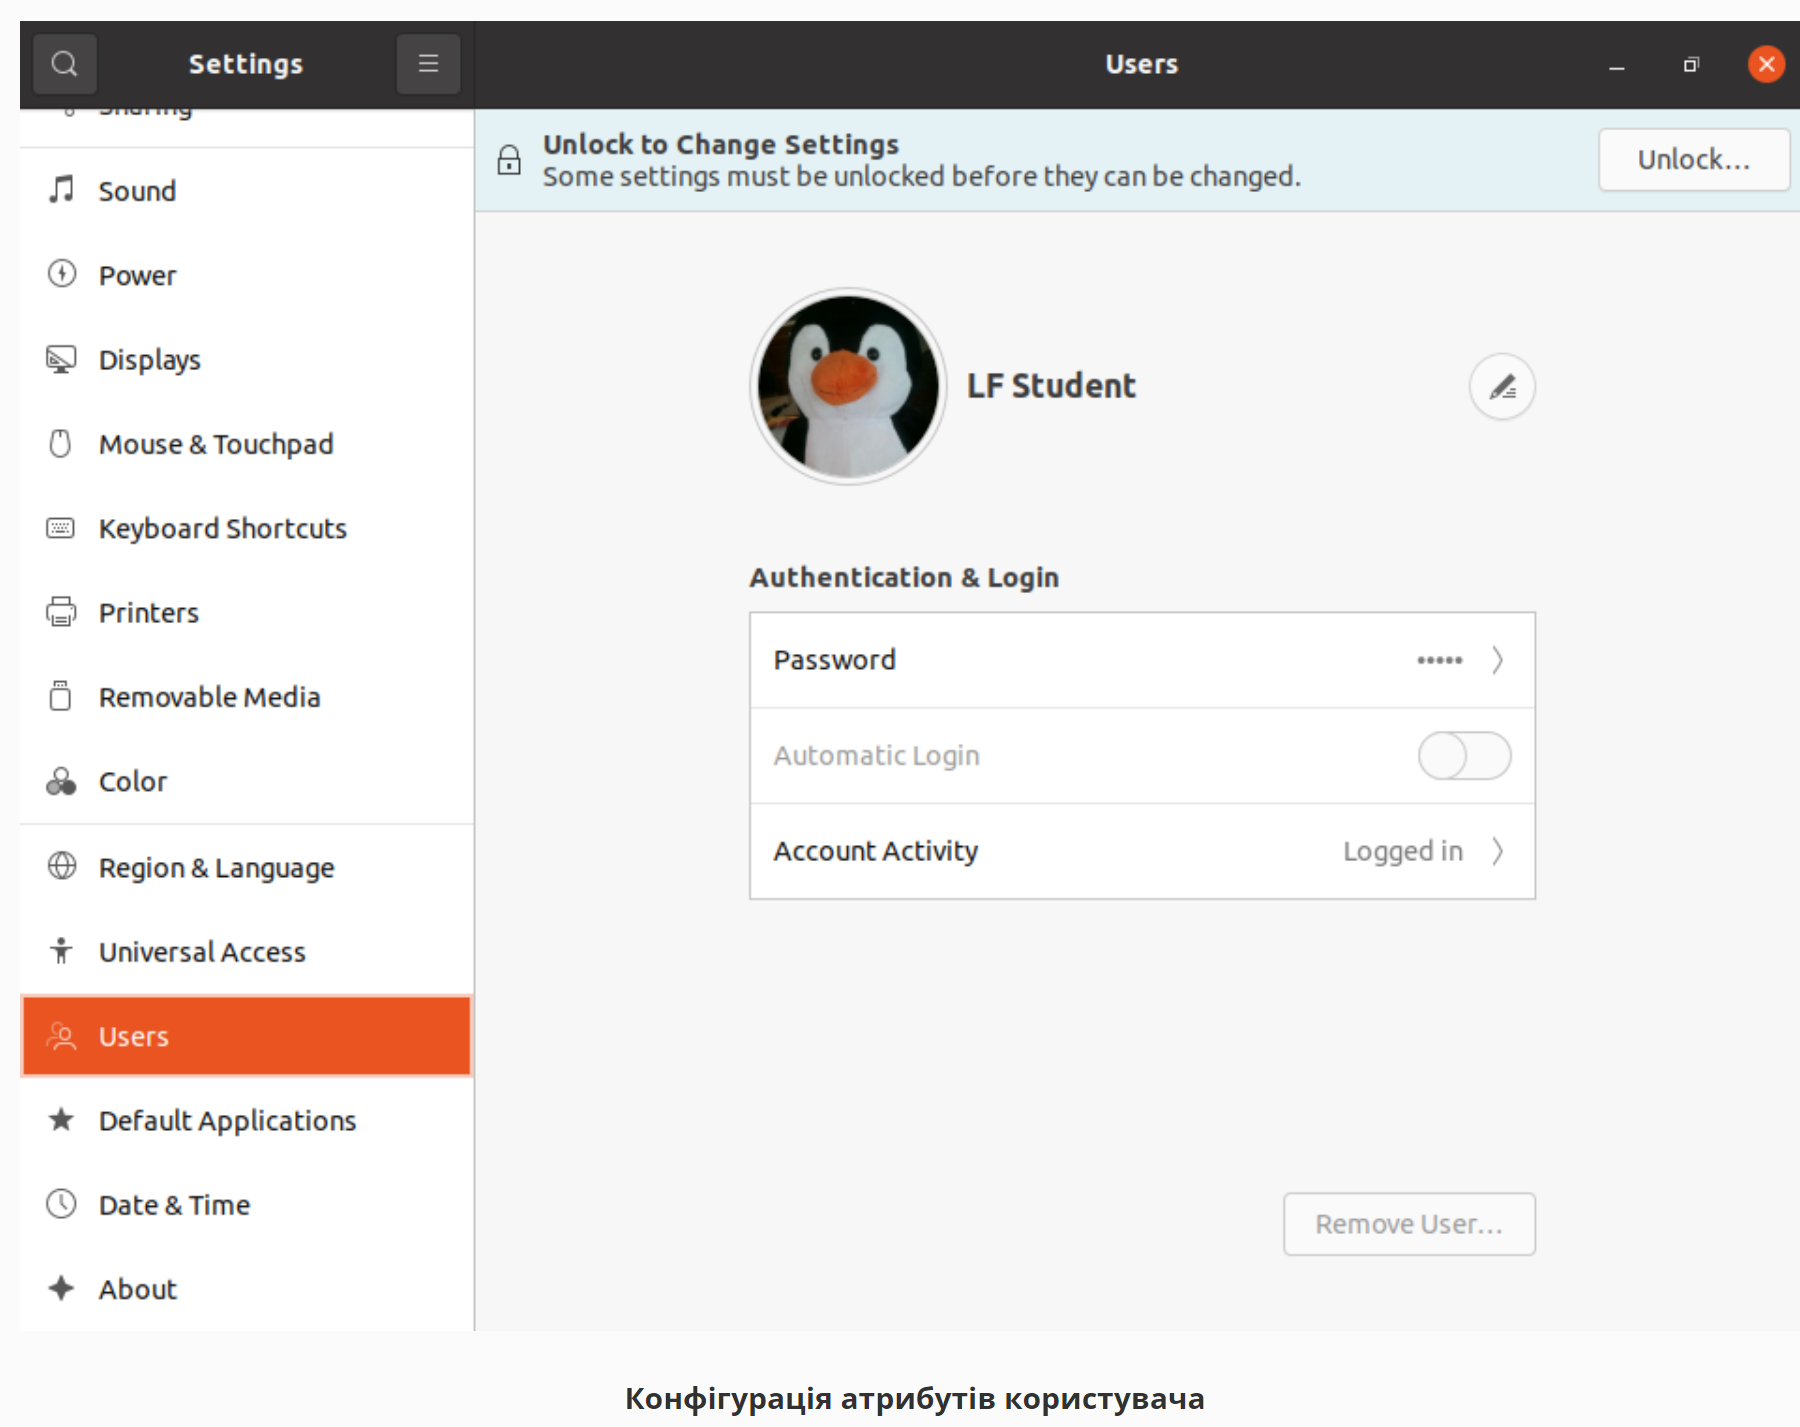 Settings
Users
Sharing
Unlock to Change Settings
Some settings must be unlocked before they can be changed.
Unlock...
Sound
Power
Displays
Mouse & Touchpad
Keyboard Shortcuts
Printers
Removable Media
Color
Region & Language
Universal Access
Users
Default Applications
Date & Time
About
LF Student
Authentication & Login
Password •••••
Automatic Login
Account Activity Logged in
Remove User...
Конфігурація атрибутів користувача